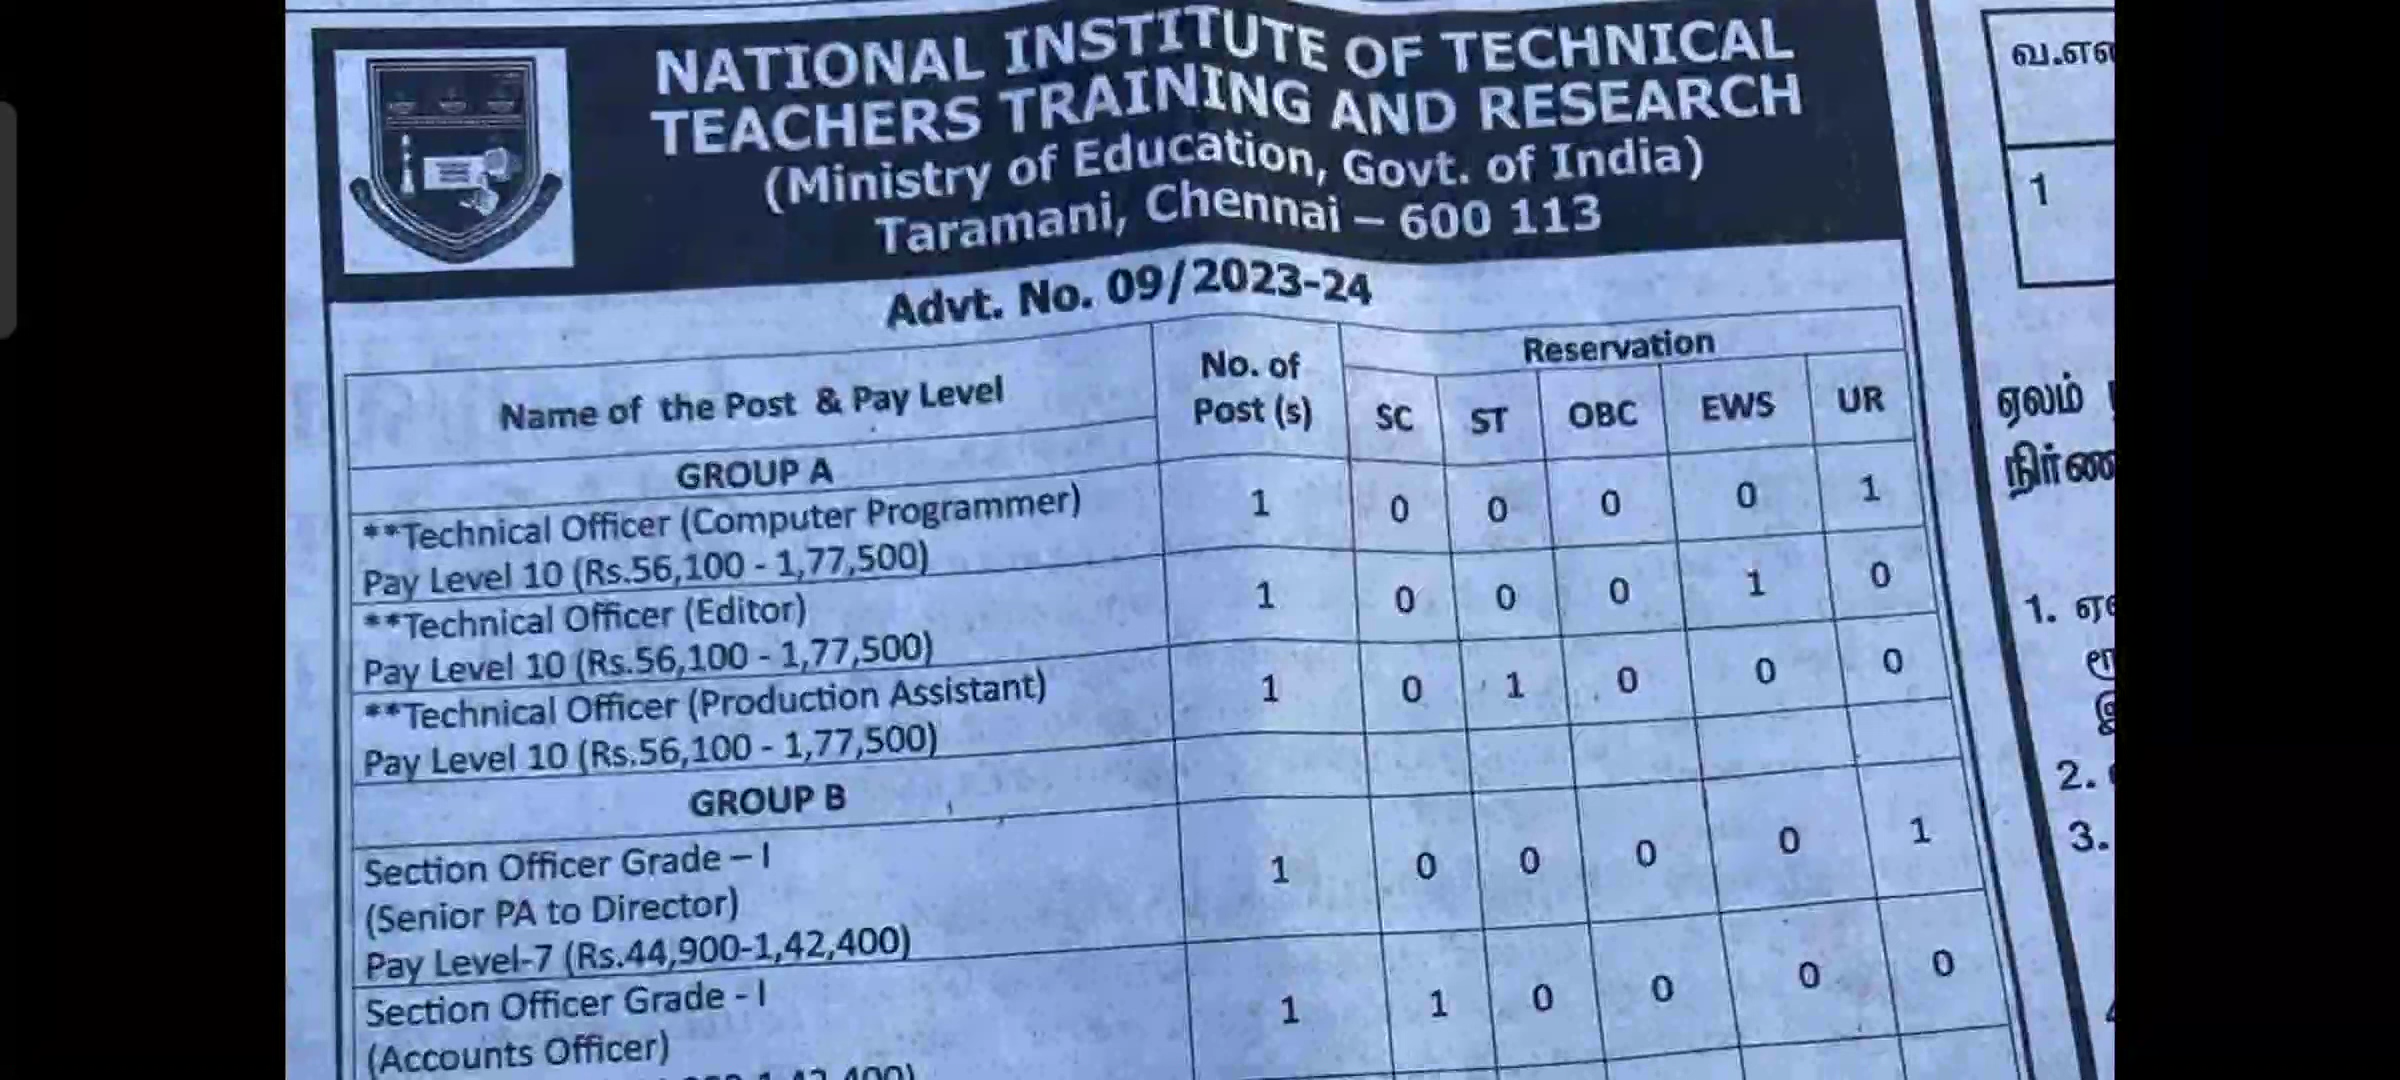 NATIONAL INSTITUTE OF TECHNICAL
TEACHERS TRAINING AND RESEARCH
(Ministry of Education, Govt. of India)
Taramani, Chennai – 600 113
Advt. No. 09/2023-24
Name of the Post & Pay Level No. of Post (s) Reservation
SC ST OBC EWS UR
GROUP A
**Technical Officer (Computer Programmer) 1 0 0 0 0 1
Pay Level 10 (Rs.56,100 - 1,77,500)
**Technical Officer (Editor) 1 0 0 0 1 0
Pay Level 10 (Rs.56,100 - 1,77,500)
**Technical Officer (Production Assistant) 1 0 1 0 0 0
Pay Level 10 (Rs.56,100 - 1,77,500)
GROUP B
Section Officer Grade – I 1 0 0 0 0 1
(Senior PA to Director)
Pay Level-7 (Rs.44,900-1,42,400)
Section Officer Grade - I 1 1 0 0 0 0
(Accounts Officer)
1
ஏலம்
1.
2.
3.